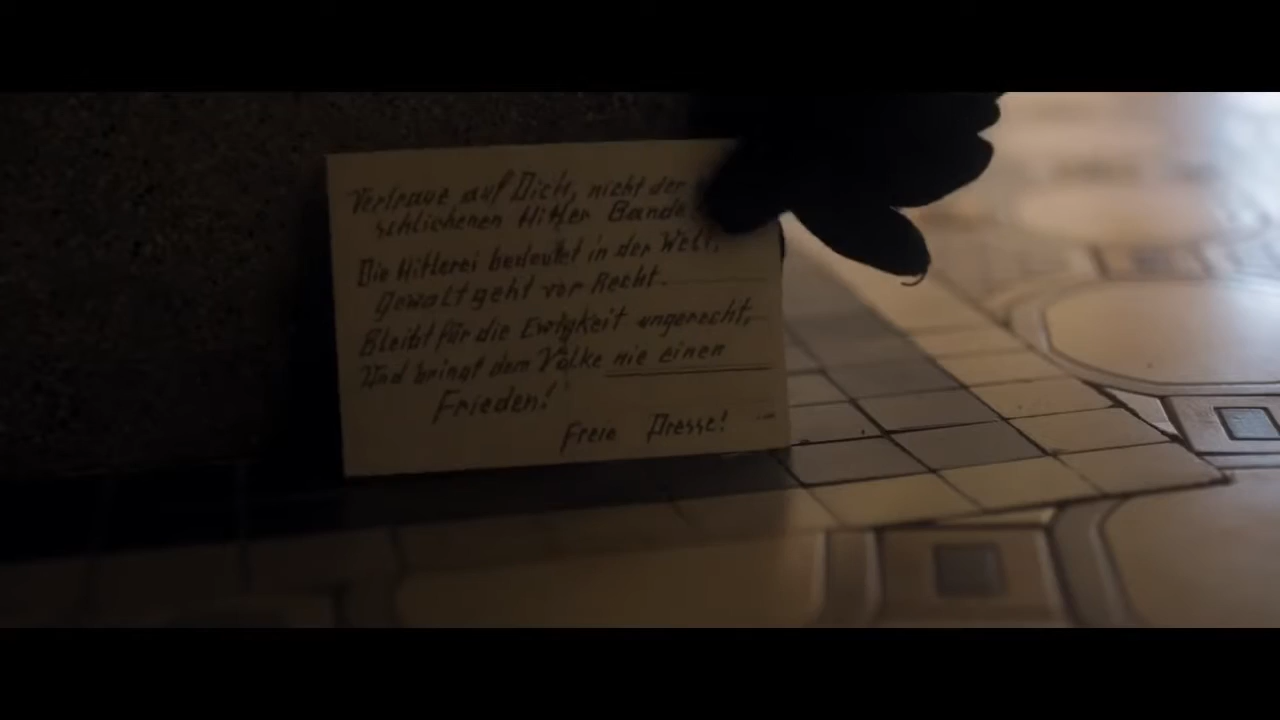 Vertraue auf Dich, nicht der
schlichenen Hitler Bande
Die Hitlerei bedeutet in der Welt,
Gewalt geht vor Recht.
Bleibt für die Ewigkeit ungerecht,
Und bringt dem Volke nie einen
Frieden!
Freie Presse!